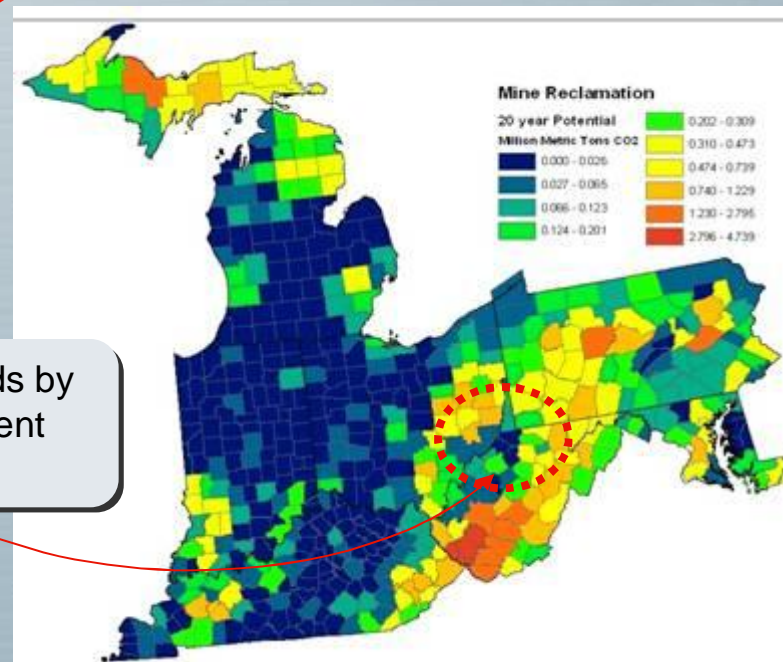 Mine Reclamation
20 year Potential
Million Metric Tons CO2
0.000 - 0.026
0.027 - 0.065
0.066 - 0.123
0.124 - 0.201
0.202 - 0.309
0.310 - 0.473
0.474 - 0.739
0.740 - 1.229
1.230 - 2.795
2.796 - 4.739
ds by
ent